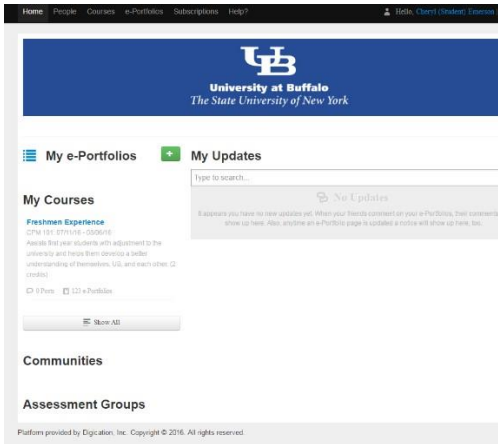 Home People Courses e-Portfolios Subscriptions Help?
Hello, Cheryl (Student) Emerson
UB
University at Buffalo
The State University of New York
My e-Portfolios +
My Updates
Type to search...
No Updates
It appears you have no new updates yet. When your friends comment on your e-Portfolios, their comments
show up here. Also, anytime an e-Portfolio page is updated a notice will show up here, too.
My Courses
Freshmen Experience
Assists first year students with adjustment to the
university and helps them develop a better
understanding of themselves, UG, and each other. (2
credits)
0 Posts 123 e-Portfolios
Show All
Communities
Assessment Groups
Platform provided by Digication, Inc. Copyright © 2016. All rights reserved.